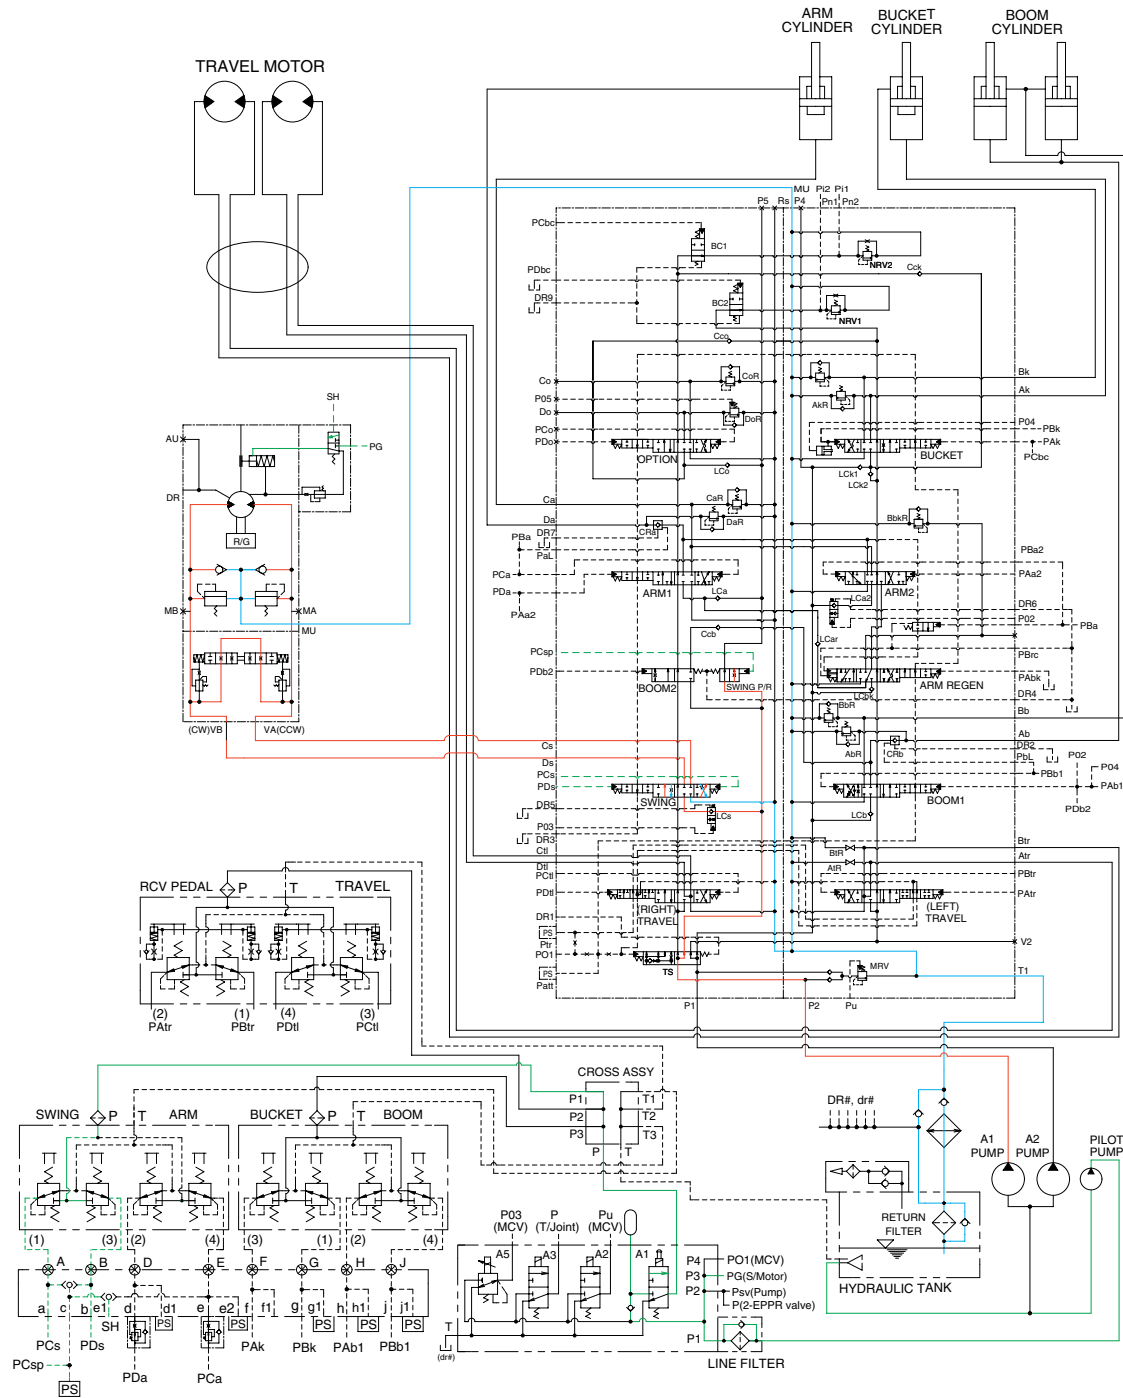 ARM
CYLINDER
BUCKET
CYLINDER
BOOM
CYLINDER
TRAVEL MOTOR
MU
P5
Rs
P4
Pi2
Pi1
Pn1
Pn2
PCbc
BC1
NRV2
Cck
PDbc
DR9
BC2
NRV1
Cco
Co
CoR
Bk
P05
AkR
Ak
Do
DoR
PCo
PDo
OPTION
BUCKET
P04
PBk
PAk
PCbc
LCo
LCk1
LCk2
SH
AU
PG
DR
R/G
MB
MA
MU
(CW)VB
VA(CCW)
Ca
CaR
Da
DaR
BbkR
DR7
CRa
PBa
PaL
PBa2
PCa
PDa
PAa2
ARM1
ARM2
PAa2
LCa
LCa2
DR6
P02
LCar
PBa
Ccb
PCsp
PBrc
PDb2
BOOM2
SWING P/R
ARM REGEN
PAbk
LCbk
DR4
BbR
Bb
AbR
CRb
Ab
Cs
DR2
P02
Ds
PbL
P04
PCs
PBb1
PDs
SWING
BOOM1
PAb1
PDb2
DR5
LCs
LCb
P03
DR3
Ctl
BtR
Btr
Dtl
AtR
Atr
PCtl
PBtr
PDtl
PAtr
(RIGHT)
TRAVEL
(LEFT)
TRAVEL
DR1
PS
Ptr
V2
PO1
TS
MRV
PS
T1
Patt
P1
P2
Pu
RCV PEDAL
P
T
TRAVEL
(2)
(1)
(4)
(3)
PAtr
PBtr
PDtl
PCtl
CROSS ASSY
P1
T1
P2
T2
P3
T3
P
T
SWING
P
T
ARM
BUCKET
P
T
BOOM
(1)
(3)
(2)
(4)
(3)
(1)
(2)
(4)
A
B
D
E
F
G
H
J
a
c
b
e1
d
d1
e
e2
f
f1
g
g1
h
h1
j
j1
SH
PS
PS
PS
PS
PS
PCs
PDs
PAk
PBk
PAb1
PBb1
PCsp
PDa
PCa
PS
DR#, dr#
A1
PUMP
A2
PUMP
PILOT
PUMP
RETURN
FILTER
HYDRAULIC TANK
P03
(MCV)
P
(T/Joint)
Pu
(MCV)
A5
A3
A2
A1
P4
PO1(MCV)
P3
PG(S/Motor)
P2
Psv(Pump)
P(2-EPPR valve)
T
(dr#)
P1
LINE FILTER